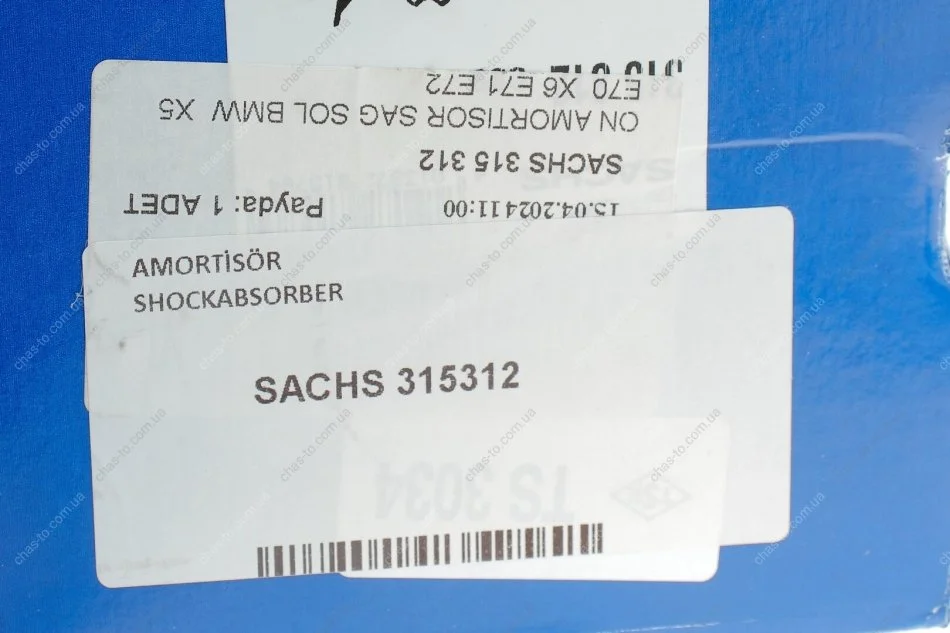 E70 X6 E71 E72
ON AMORTISOR SAG SOL BMW X5
SACHS 315 312
15.04.2024 11:00
Payda: 1 ADET
AMORTİSÖR
SHOCKABSORBER
SACHS 315312
TS 3034
TSE
chas-to.com.ua